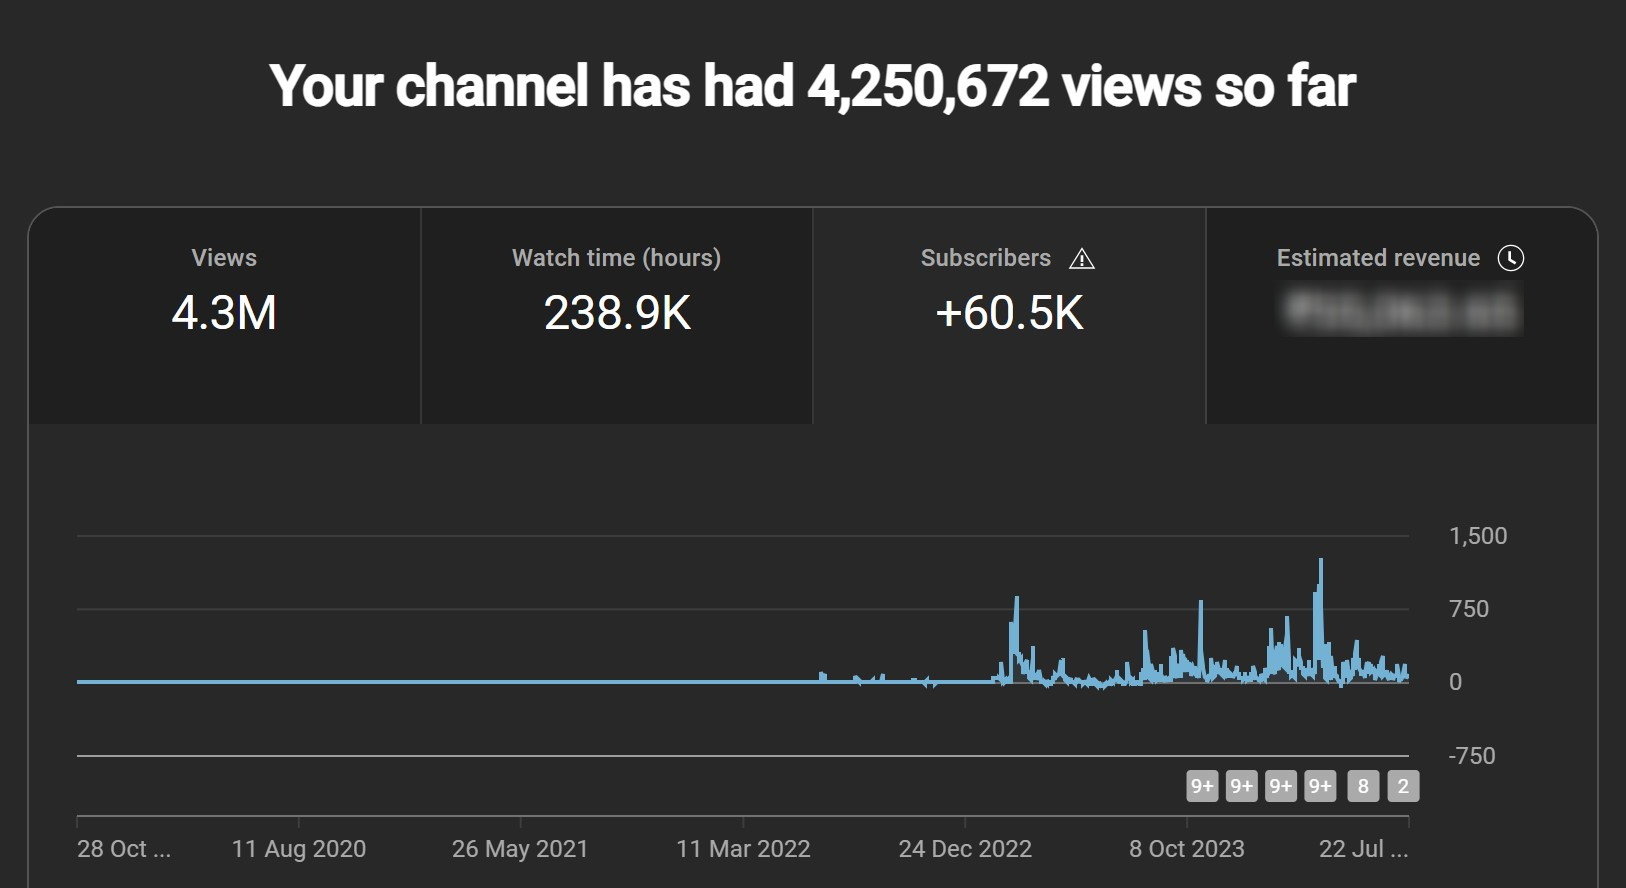 Your channel has had 4,250,672 views so far
Views
4.3M
Watch time (hours)
238.9K
Subscribers
+60.5K
Estimated revenue
1,500
750
0
-750
9+ 9+ 9+ 9+ 8 2
28 Oct ... 11 Aug 2020 26 May 2021 11 Mar 2022 24 Dec 2022 8 Oct 2023 22 Jul ...